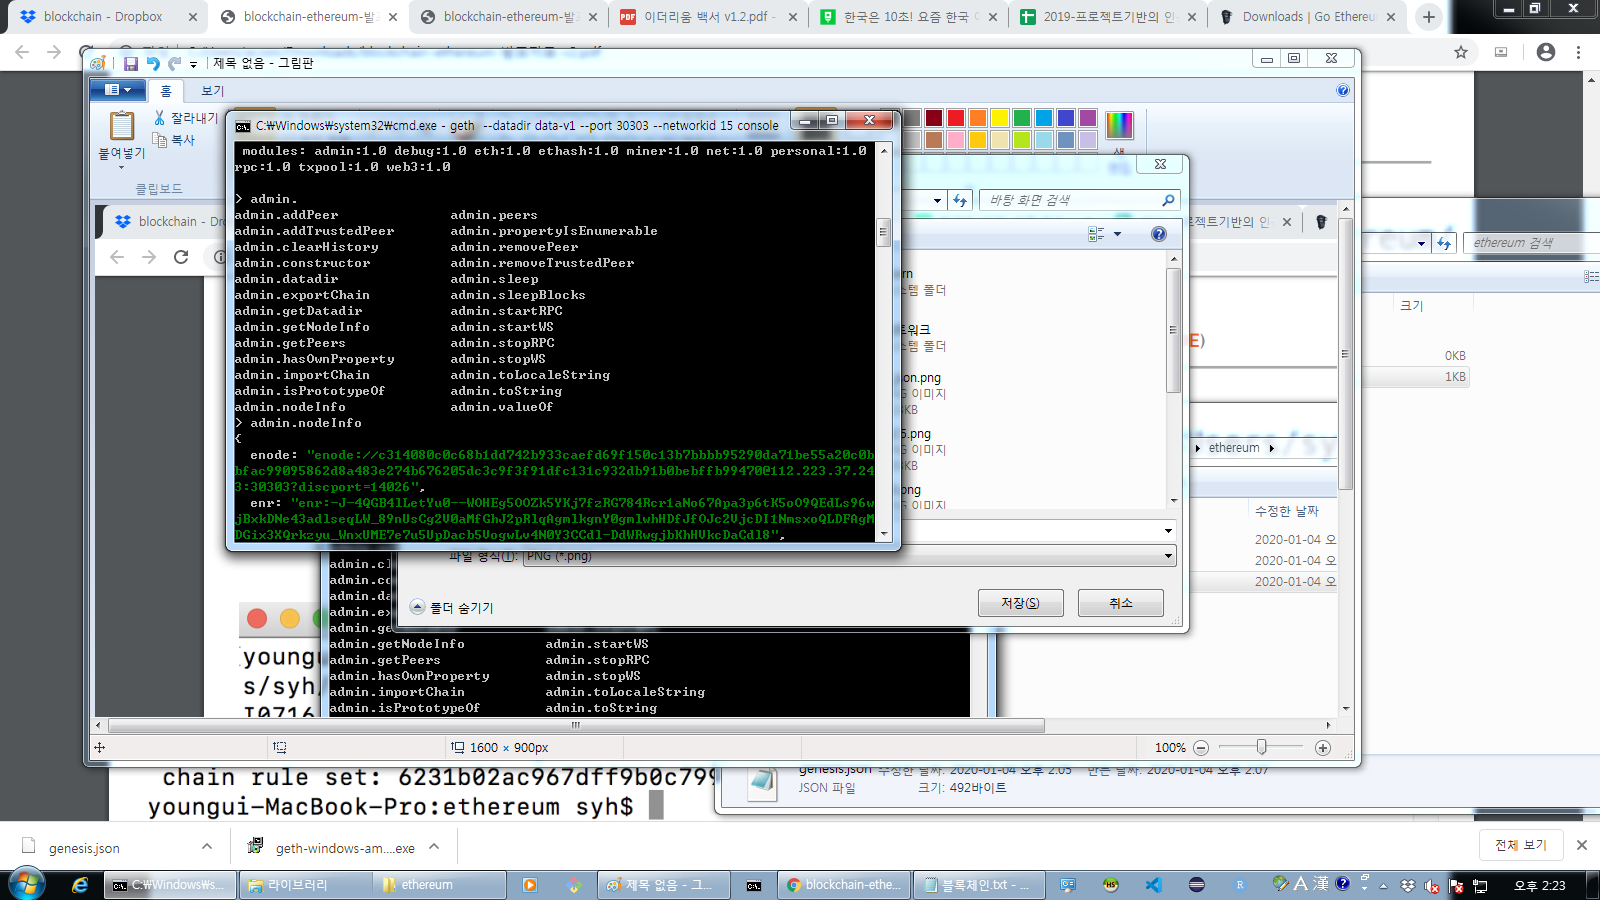 blockchain - Dropbox
blockchain-ethereum-발
blockchain-ethereum-발
이더리움 백서 v1.2.pdf -
한국은 10초! 요즘 한국 여
2019-프로젝트기반의 인
Downloads | Go Ethereu
제목 없음 - 그림판
홈
보기
붙여넣기
잘라내기
복사
클립보드
C:₩Windows₩system32₩cmd.exe - geth --datadir data-v1 --port 30303 --networkid 15 console
modules: admin:1.0 debug:1.0 eth:1.0 ethash:1.0 miner:1.0 net:1.0 personal:1.0
rpc:1.0 txpool:1.0 web3:1.0
> admin.
admin.addPeer admin.peers
admin.addTrustedPeer admin.propertyIsEnumerable
admin.clearHistory admin.removePeer
admin.constructor admin.removeTrustedPeer
admin.datadir admin.sleep
admin.exportChain admin.sleepBlocks
admin.getDatadir admin.startRPC
admin.getNodeInfo admin.startWS
admin.getPeers admin.stopRPC
admin.hasOwnProperty admin.stopWS
admin.importChain admin.toLocaleString
admin.isPrototypeOf admin.toString
admin.nodeInfo admin.valueOf
> admin.nodeInfo
{
enode: "enode://c314080c0c68b1dd742b933caefd69f150c13b7bbbb95290da71be55a20c0b
bfac99095862d8a483e274b676205dc3c9f3f91dfc131c932db91b0bebffb99470@112.223.37.24
3:30303?discport=14026",
enr: "enr:-J-4QGB4lLetYu0--WOHEg5OOZk5YKj7fzRG784Rcr1aNo67Apa3p6tK5oO9QEdLs96w
jBxkDNe43adlseqLW_89nUsCg2V0aMfGhJ2pRlqAgmlkgnY0gmlwhHDfJfOJc2VjcDI1NmsxoQLDFAgM
DGix3XQrkzyu_WnxUME7e7u5UpDacb5VogwLv4N0Y3CCdl-DdWRwgjbKhHVkcDaCdl8",
바탕 화면 검색
템 폴더
트워크
템 폴더
on.png
이미지
KB
5.png
이미지
KB
png
이미지
파일 형식(T): PNG (*.png)
폴더 숨기기
저장(S)
취소
blockchain - Dr
로젝트기반의 인
ethereum 검색
크기
0KB
1KB
E)
ethereum
수정한 날짜
2020-01-04 오
2020-01-04 오
2020-01-04 오
admin.cl
admin.co
admin.da
admin.ex
admin.ge
admin.getNodeInfo admin.startWS
admin.getPeers admin.stopRPC
admin.hasOwnProperty admin.stopWS
admin.importChain admin.toLocaleString
admin.isPrototypeOf admin.toString
youngu
s/syh/
I0716
1600 × 900px
100%
chain rule set: 6231b02ac967dff9b0c799
youngui-MacBook-Pro:ethereum syh$
genesis.json 수정한 날짜: 2020-01-04 오후 2:05 만든 날짜: 2020-01-04 오후 2:07
JSON 파일 크기: 492바이트
genesis.json
geth-windows-am....exe
전체 보기
C:₩Windows₩s...
라이브러리
ethereum
제목 없음 - 그...
blockchain-ethe...
블록체인.txt - ...
A 漢
오후 2:23